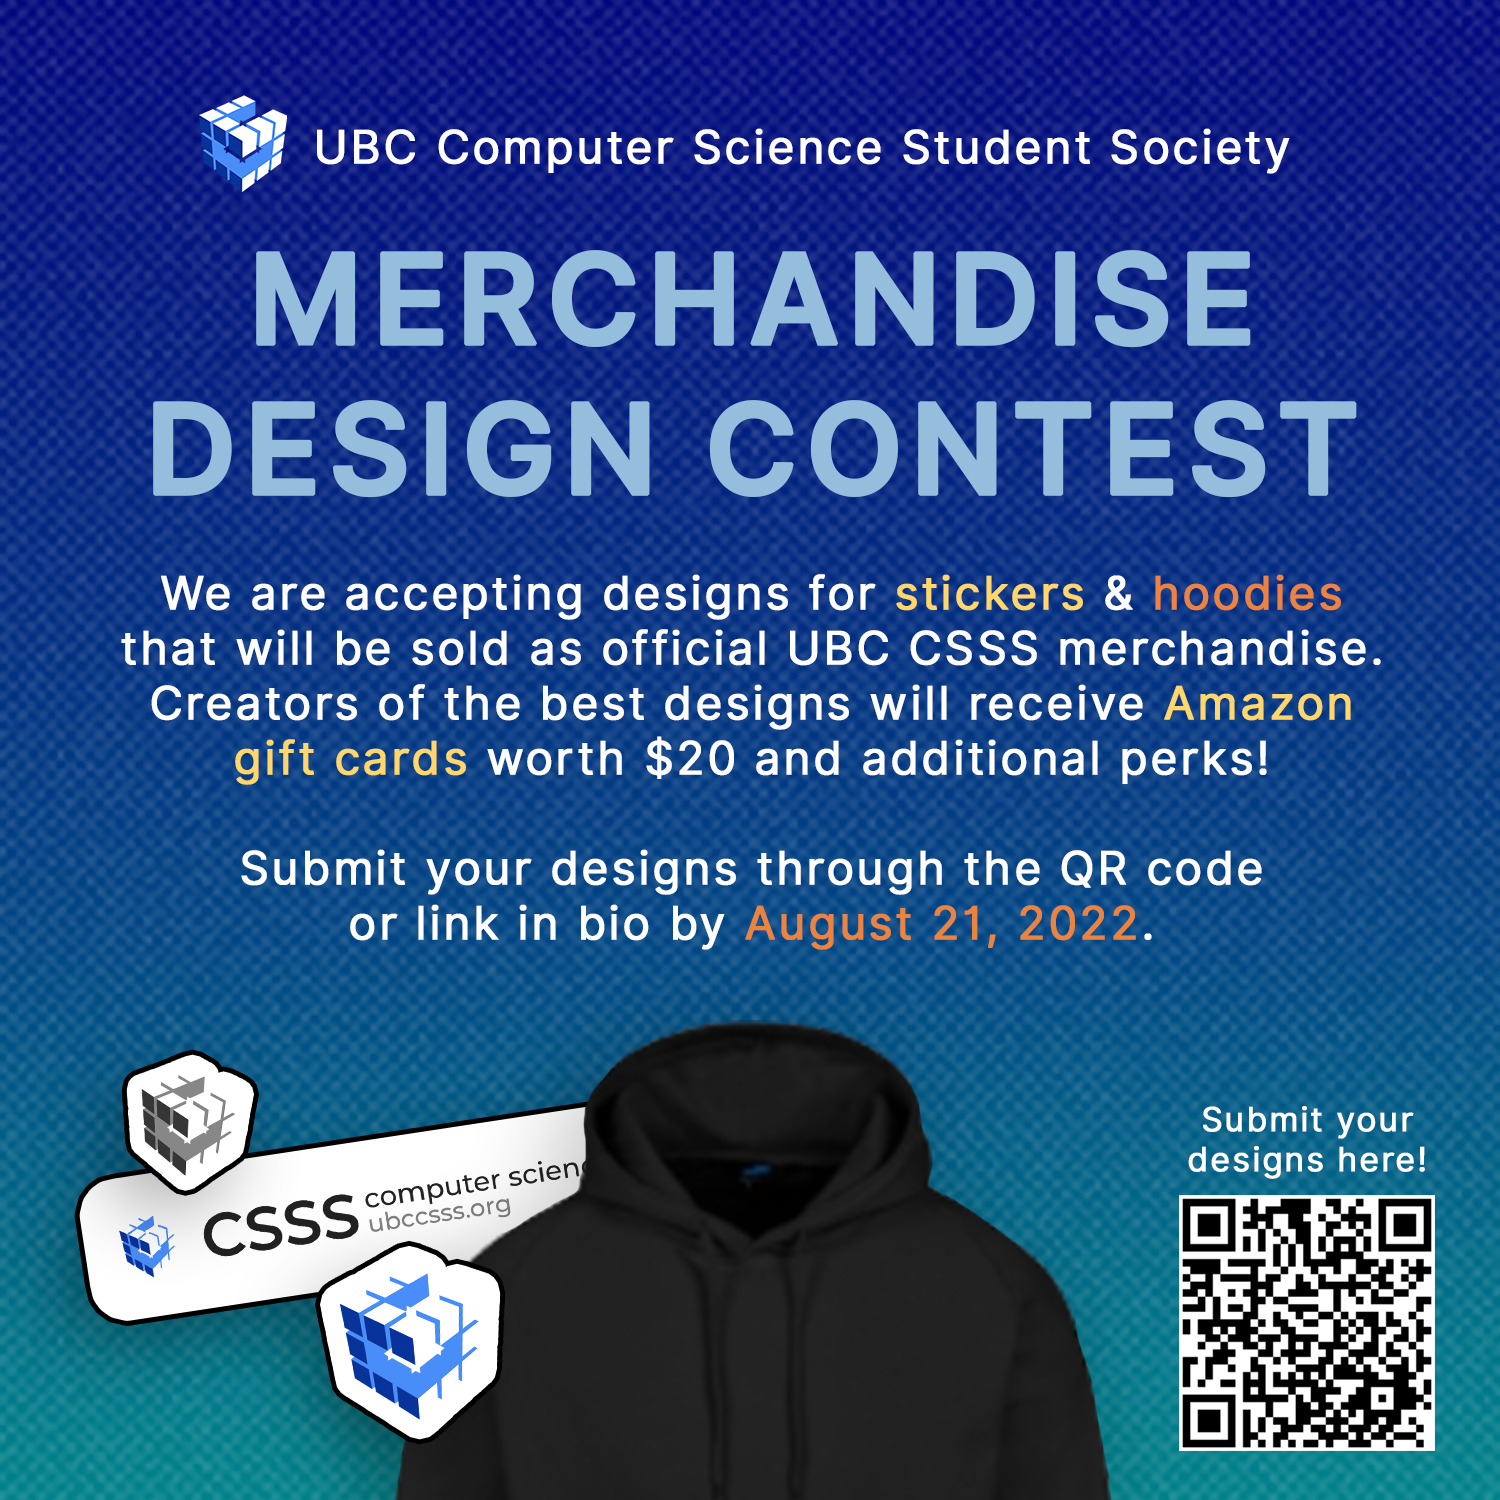 UBC Computer Science Student Society
MERCHANDISE
DESIGN CONTEST
We are accepting designs for stickers & hoodies
that will be sold as official UBC CSSS merchandise.
Creators of the best designs will receive Amazon
gift cards worth $20 and additional perks!
Submit your designs through the QR code
or link in bio by August 21, 2022.
CSSS
computer scienc
ubccsss.org
Submit your
designs here!